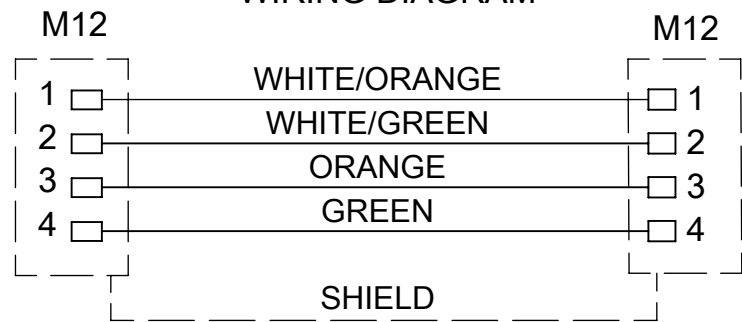 WIRING DIAGRAM
M12 M12
1 WHITE/ORANGE 1
2 WHITE/GREEN 2
3 ORANGE 3
4 GREEN 4
SHIELD